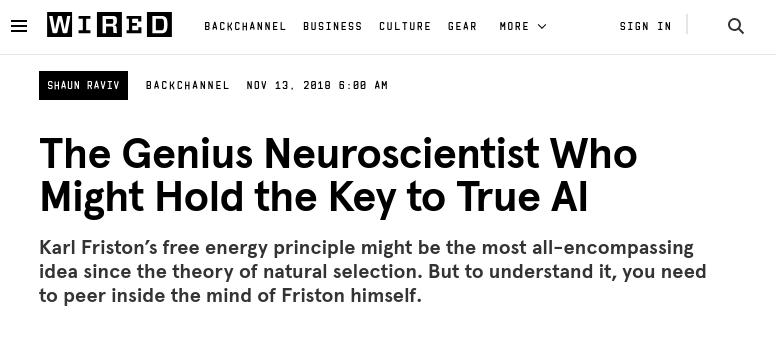 WIRED BACKCHANNEL BUSINESS CULTURE GEAR MORE SIGN IN
SHAUN RAVIV BACKCHANNEL NOV 13, 2018 6:00 AM
The Genius Neuroscientist Who
Might Hold the Key to True AI
Karl Friston’s free energy principle might be the most all-encompassing
idea since the theory of natural selection. But to understand it, you need
to peer inside the mind of Friston himself.